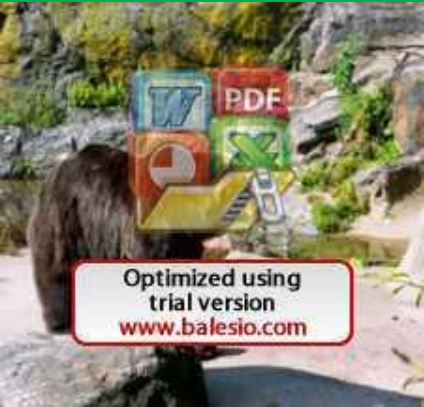 W
PDF
X
Optimized using
trial version
www.balesio.com